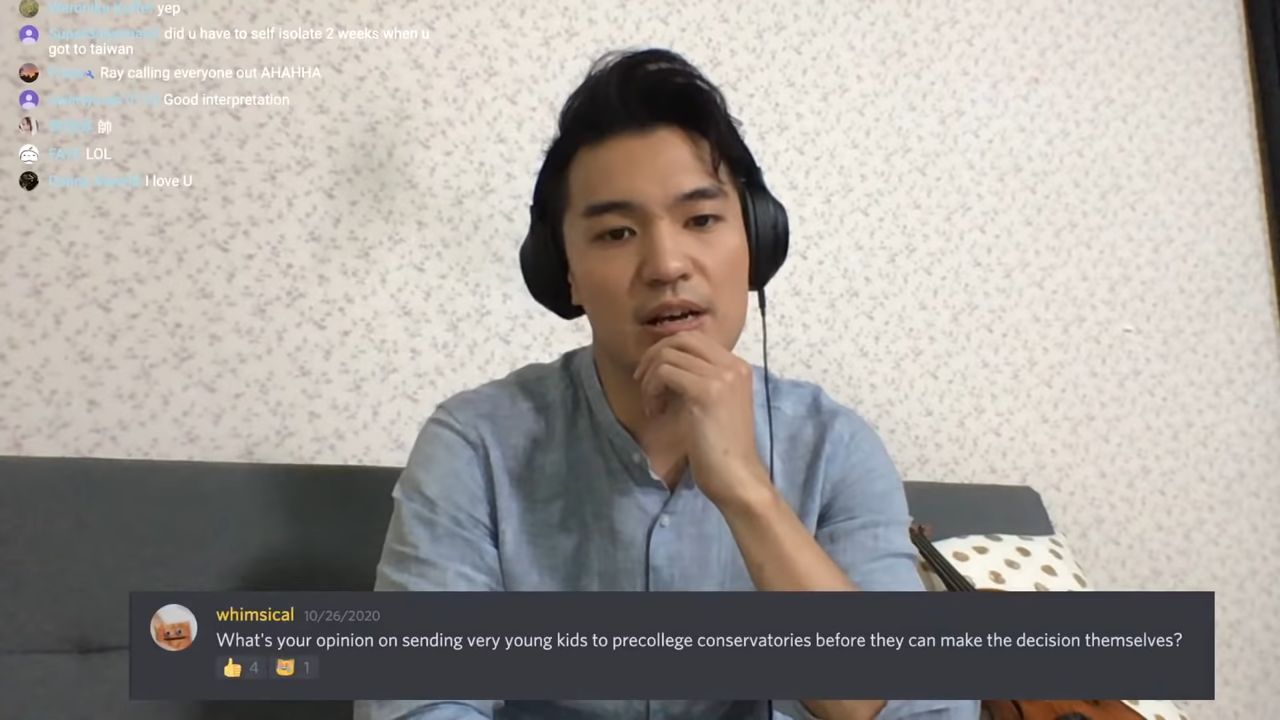 yep
did u have to self isolate 2 weeks when u
got to taiwan
Ray calling everyone out AHAHHA
Good interpretation
帥
LOL
I love U
whimsical 10/26/2020
What's your opinion on sending very young kids to precollege conservatories before they can make the decision themselves?
4 1